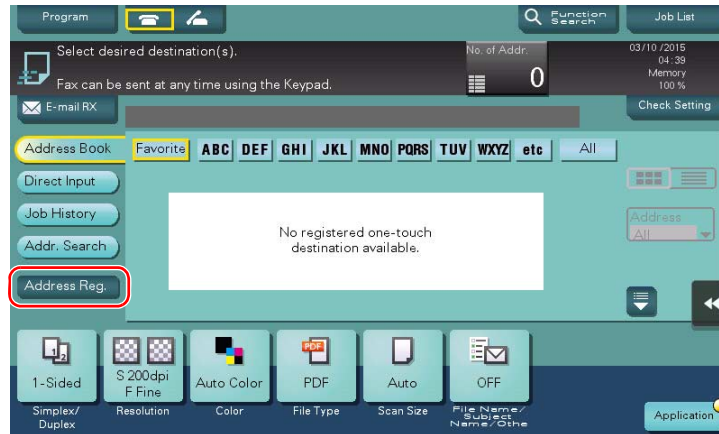 Program
Function
Search
Job List
Select desired destination(s).
Fax can be sent at any time using the Keypad.
No. of Addr.
0
03/10 /2015
04:39
Memory
100 %
E-mail RX
Check Setting
Address Book
Favorite ABC DEF GHI JKL MNO PQRS TUV WXYZ etc All
Direct Input
Job History
Addr. Search
Address Reg.
No registered one-touch
destination available.
Address
All
1 2
1-Sided
Simplex/
Duplex
S 200dpi
F Fine
Resolution
Auto Color
Color
PDF
PDF
File Type
Auto
Scan Size
OFF
File Name/
Subject
Name/Othe
Application